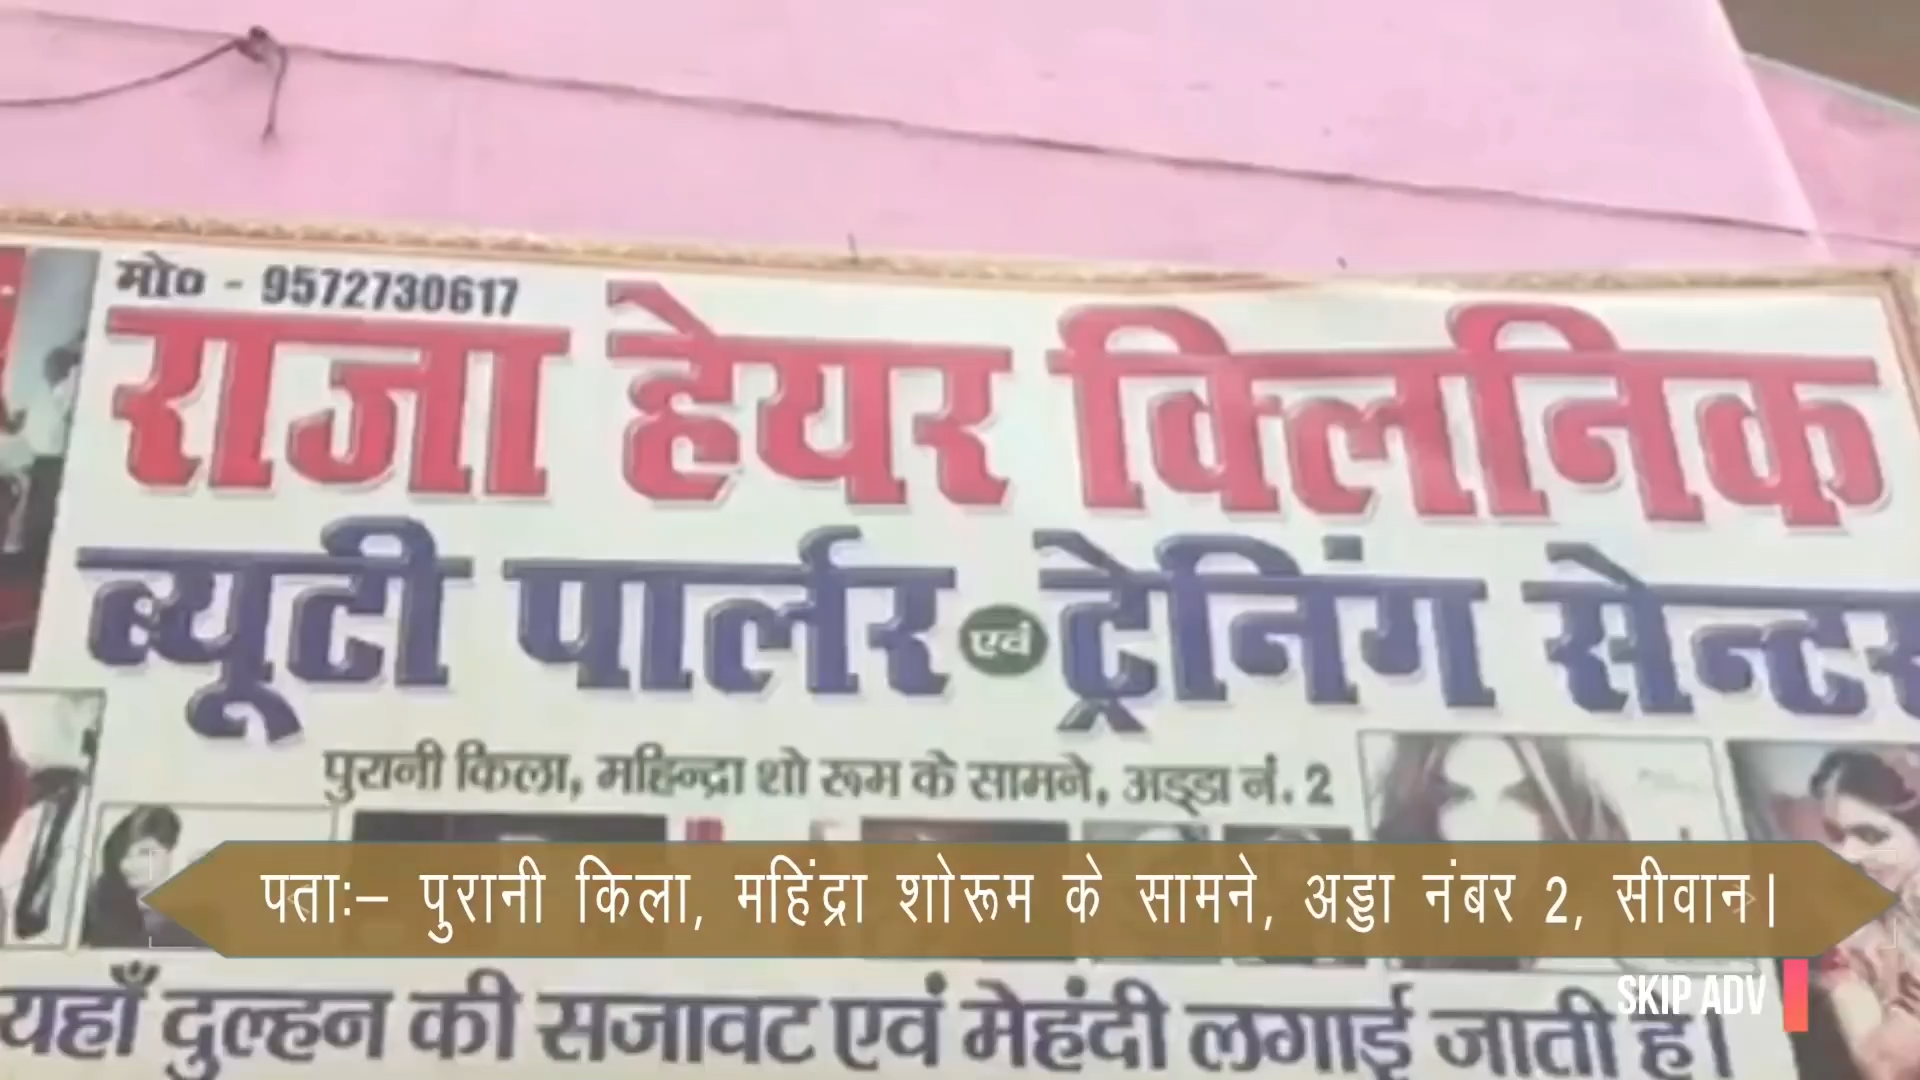 मो० - 9572730617
राजा हेयर क्लिनिक
ब्यूटी पार्लर एवं ट्रेनिंग सेन्टर
पुरानी किला, महिन्द्रा शो रूम के सामने, अड्डा नं. 2
पताः– पुरानी किला, महिंद्रा शोरूम के सामने, अड्डा नंबर 2, सीवान।
SKIP ADV
यहाँ दुल्हन की सजावट एवं मेहंदी लगाई जाती है।